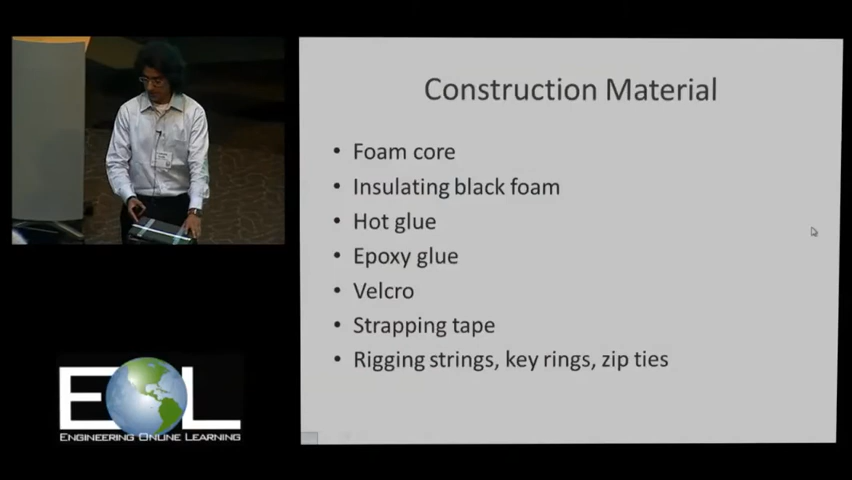 Construction Material
• Foam core
• Insulating black foam
• Hot glue
• Epoxy glue
• Velcro
• Strapping tape
• Rigging strings, key rings, zip ties
EOL
ENGINEERING ONLINE LEARNING